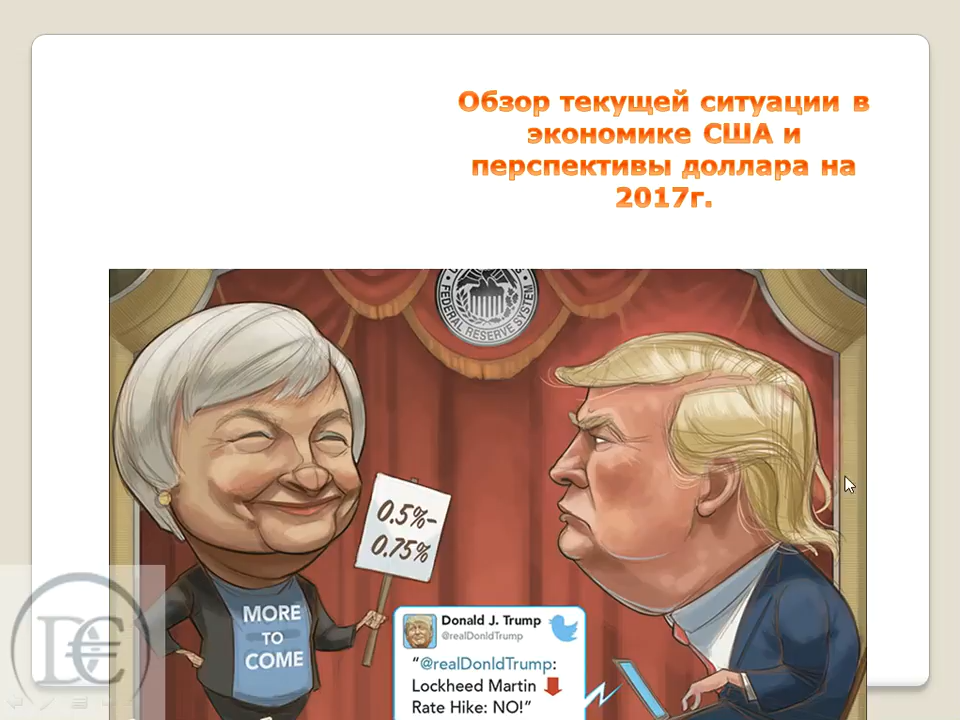 Обзор текущей ситуации в
экономике США и
перспективы доллара на
2017г.
FEDERAL RESERVE SYSTEM
0.5%-
0.75%
MORE
TO
COME
Donald J. Trump
@realDonldTrump
"@realDonldTrump:
Lockheed Martin
Rate Hike: NO!"